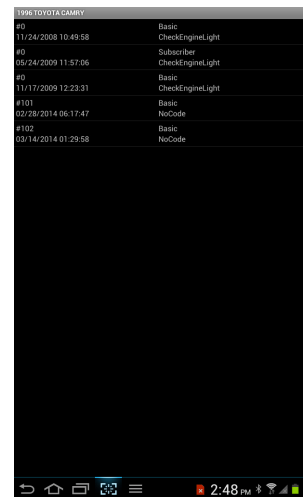 1996 TOYOTA CAMRY
#0 Basic
11/24/2008 10:49:58 CheckEngineLight
#0 Subscriber
05/24/2009 11:57:06 CheckEngineLight
#0 Basic
11/17/2009 12:23:31 CheckEngineLight
#101 Basic
02/28/2014 06:17:47 NoCode
#102 Basic
03/14/2014 01:29:58 NoCode
2:48 PM